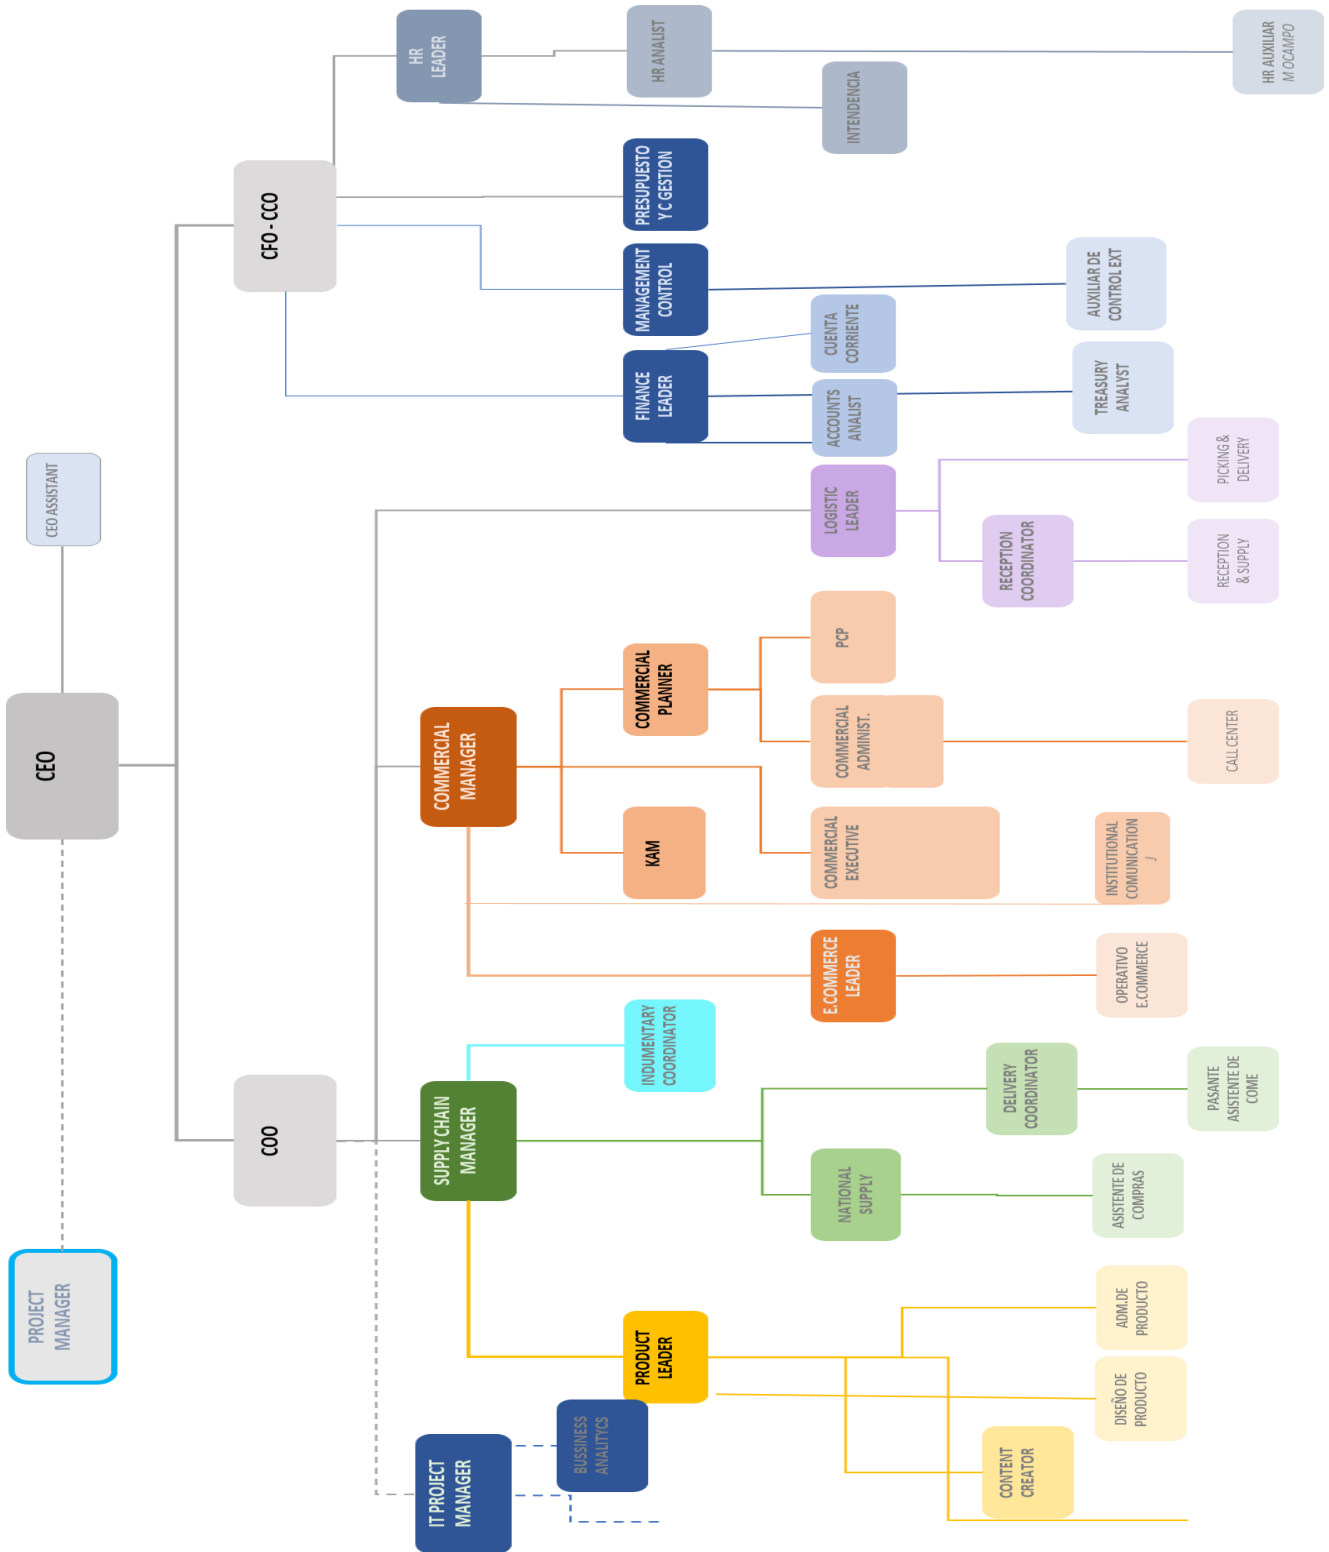 PROJECT
MANAGER
CEO
CEO ASSISTANT
COO
CFO - CCO
IT PROJECT
MANAGER
SUPPLY CHAIN
MANAGER
COMMERCIAL
MANAGER
HR
LEADER
BUSSINESS
ANALITYCS
PRODUCT
LEADER
INDUMENTARY
COORDINATOR
KAM
COMMERCIAL
PLANNER
FINANCE
LEADER
MANAGEMENT
CONTROL
PRESUPUESTO
Y C GESTION
HR ANALIST
NATIONAL
SUPPLY
E.COMMERCE
LEADER
COMMERCIAL
EXECUTIVE
COMMERCIAL
ADMINIST.
PCP
LOGISTIC
LEADER
ACCOUNTS
ANALIST
CUENTA
CORRIENTE
INTENDENCIA
CONTENT
CREATOR
DELIVERY
COORDINATOR
RECEPTION
COORDINATOR
DISEÑO DE
PRODUCTO
ADM.DE
PRODUCTO
ASISTENTE DE
COMPRAS
OPERATIVO
E.COMMERCE
INSTITUTIONAL
COMUNICATION
J
TREASURY
ANALYST
AUXILIAR DE
CONTROL EXT
PASANTE
ASISTENTE DE
COME
CALL CENTER
RECEPTION
& SUPPLY
PICKING &
DELIVERY
HR AUXILIAR
M OCAMPO